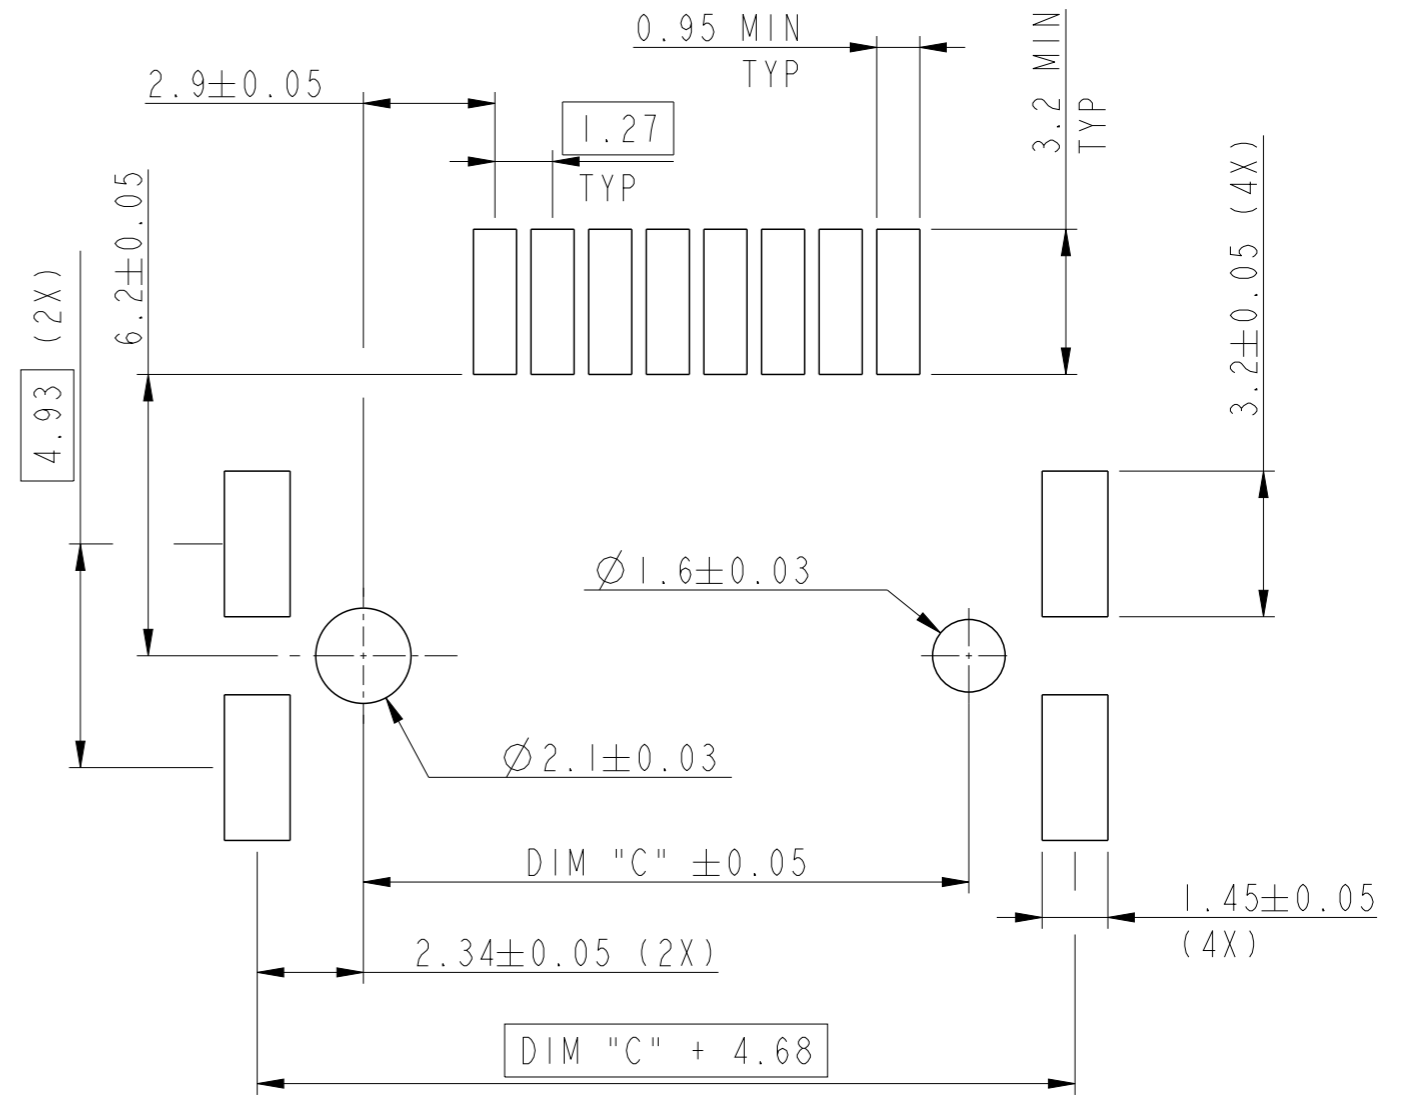 0.95 MIN
TYP
2.9±0.05
1.27
TYP
3.2 MIN
TYP
6.2±0.05
4.93 (2X)
3.2±0.05 (4X)
Ø1.6±0.03
Ø2.1±0.03
DIM "C" ±0.05
1.45±0.05
(4X)
2.34±0.05 (2X)
DIM "C" + 4.68